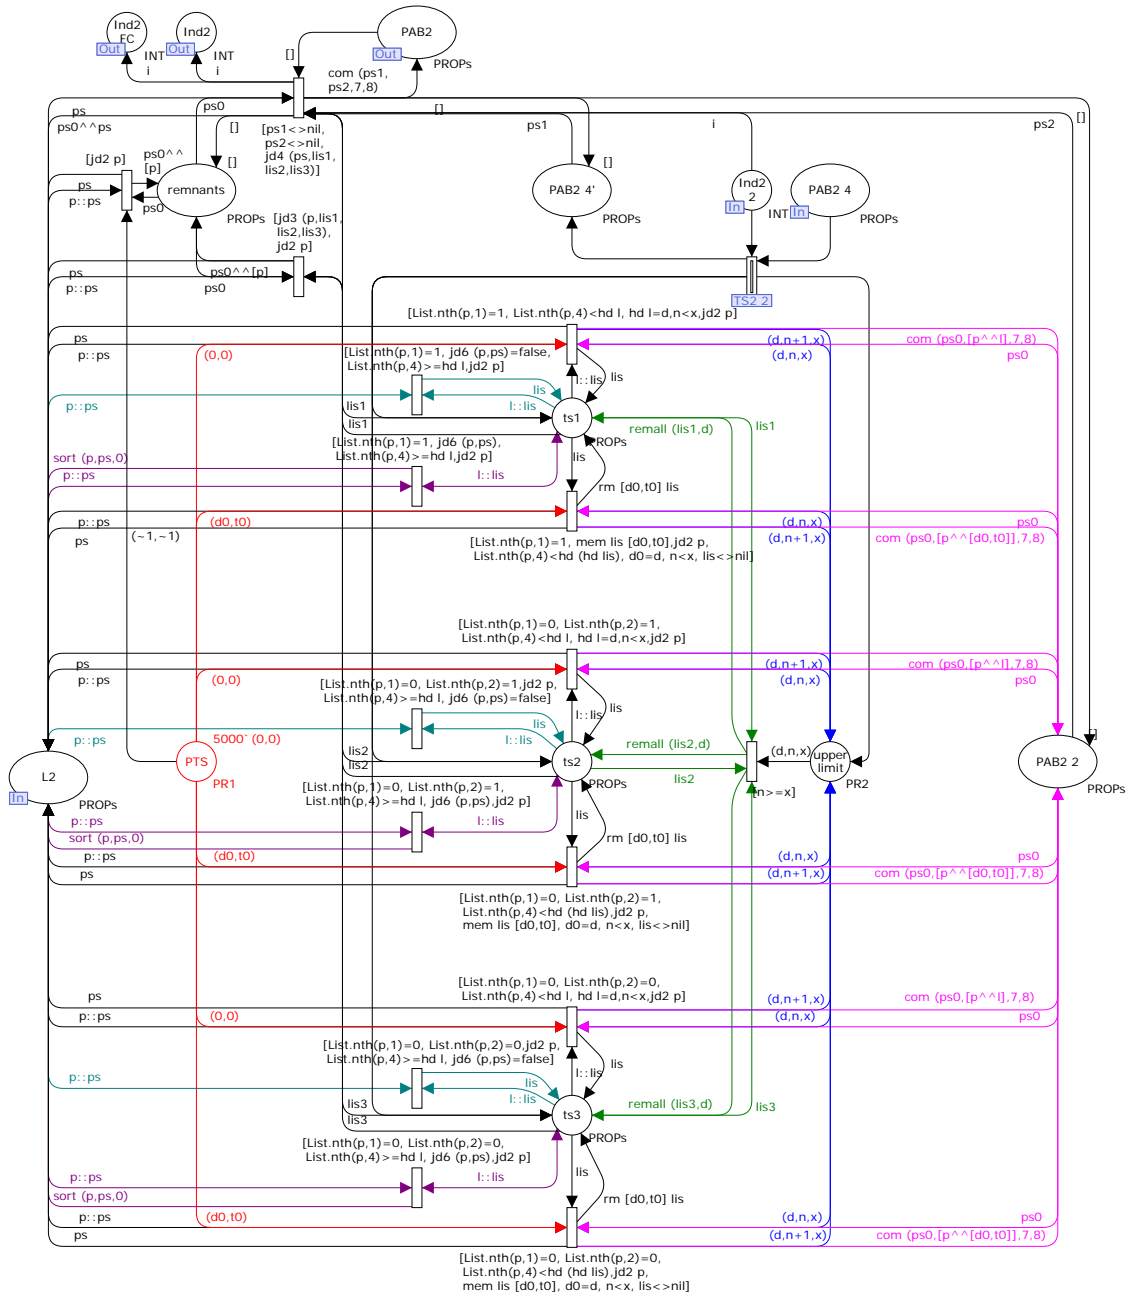 Ind2
FC
Out
INT
i
Ind2
Out
INT
i
PAB2
Out
PROPs
[]
com (ps1,
ps2,7,8)
ps
ps0^^ps
ps0
[]
[]
ps1
i
ps2
[]
[ps1<>nil,
ps2<>nil,
jd4 (ps,lis1,
lis2,lis3)]
[jd2 p]
ps0^^
[p]
[]
ps
p::ps
ps0
remnants
PROPs
[]
PAB2 4'
PROPs
Ind2
2
In
INT
PAB2 4
In
PROPs
[jd3 (p,lis1,
lis2,lis3),
jd2 p]
ps
p::ps
ps0^^[p]
ps0
TS2 2
[List.nth(p,1)=1, List.nth(p,4)<hd l, hd l=d,n<x,jd2 p]
ps
p::ps
(0,0)
(d,n+1,x)
(d,n,x)
com (ps0,[p^^l],7,8)
ps0
[List.nth(p,1)=1, jd6 (p,ps)=false,
List.nth(p,4)>=hd l,jd2 p]
l::lis
lis
p::ps
lis
l::lis
lis1
lis1
ts1
PROPs
remall (lis1,d)
lis1
[List.nth(p,1)=1, jd6 (p,ps),
List.nth(p,4)>=hd l,jd2 p]
sort (p,ps,0)
p::ps
l::lis
lis
rm [d0,t0] lis
p::ps
ps
(~1,~1)
(d0,t0)
(d,n,x)
(d,n+1,x)
ps0
com (ps0,[p^^[d0,t0]],7,8)
[List.nth(p,1)=1, mem lis [d0,t0],jd2 p,
List.nth(p,4)<hd (hd lis), d0=d, n<x, lis<>nil]
[List.nth(p,1)=0, List.nth(p,2)=1,
List.nth(p,4)<hd l, hd l=d,n<x,jd2 p]
ps
p::ps
(0,0)
(d,n+1,x)
(d,n,x)
com (ps0,[p^^l],7,8)
ps0
[List.nth(p,1)=0, List.nth(p,2)=1,jd2 p,
List.nth(p,4)>=hd l, jd6 (p,ps)=false]
l::lis
lis
p::ps
lis
l::lis
5000`(0,0)
PTS
PR1
lis2
lis2
ts2
PROPs
remall (lis2,d)
lis2
(d,n,x)
[n>=x]
upper
limit
PR2
PAB2 2
PROPs
[]
L2
In
PROPs
[List.nth(p,1)=0, List.nth(p,2)=1,
List.nth(p,4)>=hd l, jd6 (p,ps),jd2 p]
p::ps
sort (p,ps,0)
l::lis
lis
rm [d0,t0] lis
p::ps
ps
(d0,t0)
(d,n,x)
(d,n+1,x)
ps0
com (ps0,[p^^[d0,t0]],7,8)
[List.nth(p,1)=0, List.nth(p,2)=1,
List.nth(p,4)<hd (hd lis),jd2 p,
mem lis [d0,t0], d0=d, n<x, lis<>nil]
[List.nth(p,1)=0, List.nth(p,2)=0,
List.nth(p,4)<hd l, hd l=d,n<x,jd2 p]
ps
p::ps
(0,0)
(d,n+1,x)
(d,n,x)
com (ps0,[p^^l],7,8)
ps0
[List.nth(p,1)=0, List.nth(p,2)=0,jd2 p,
List.nth(p,4)>=hd l, jd6 (p,ps)=false]
l::lis
lis
p::ps
lis
l::lis
lis3
lis3
ts3
PROPs
remall (lis3,d)
lis3
[List.nth(p,1)=0, List.nth(p,2)=0,
List.nth(p,4)>=hd l, jd6 (p,ps),jd2 p]
p::ps
sort (p,ps,0)
l::lis
lis
rm [d0,t0] lis
p::ps
ps
(d0,t0)
(d,n,x)
(d,n+1,x)
ps0
com (ps0,[p^^[d0,t0]],7,8)
[List.nth(p,1)=0, List.nth(p,2)=0,
List.nth(p,4)<hd (hd lis),jd2 p,
mem lis [d0,t0], d0=d, n<x, lis<>nil]